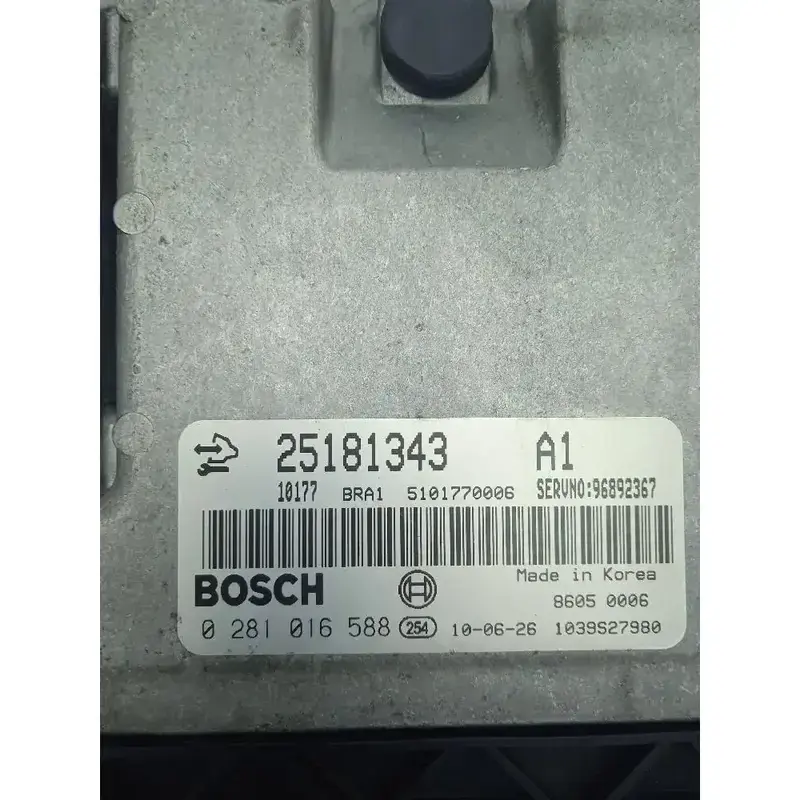 25181343 A1
10177 BRA1 5101770006 SERVNO:96892367
Made in Korea
BOSCH
8605 0006
0 281 016 588 254 10-06-26 1039S27980